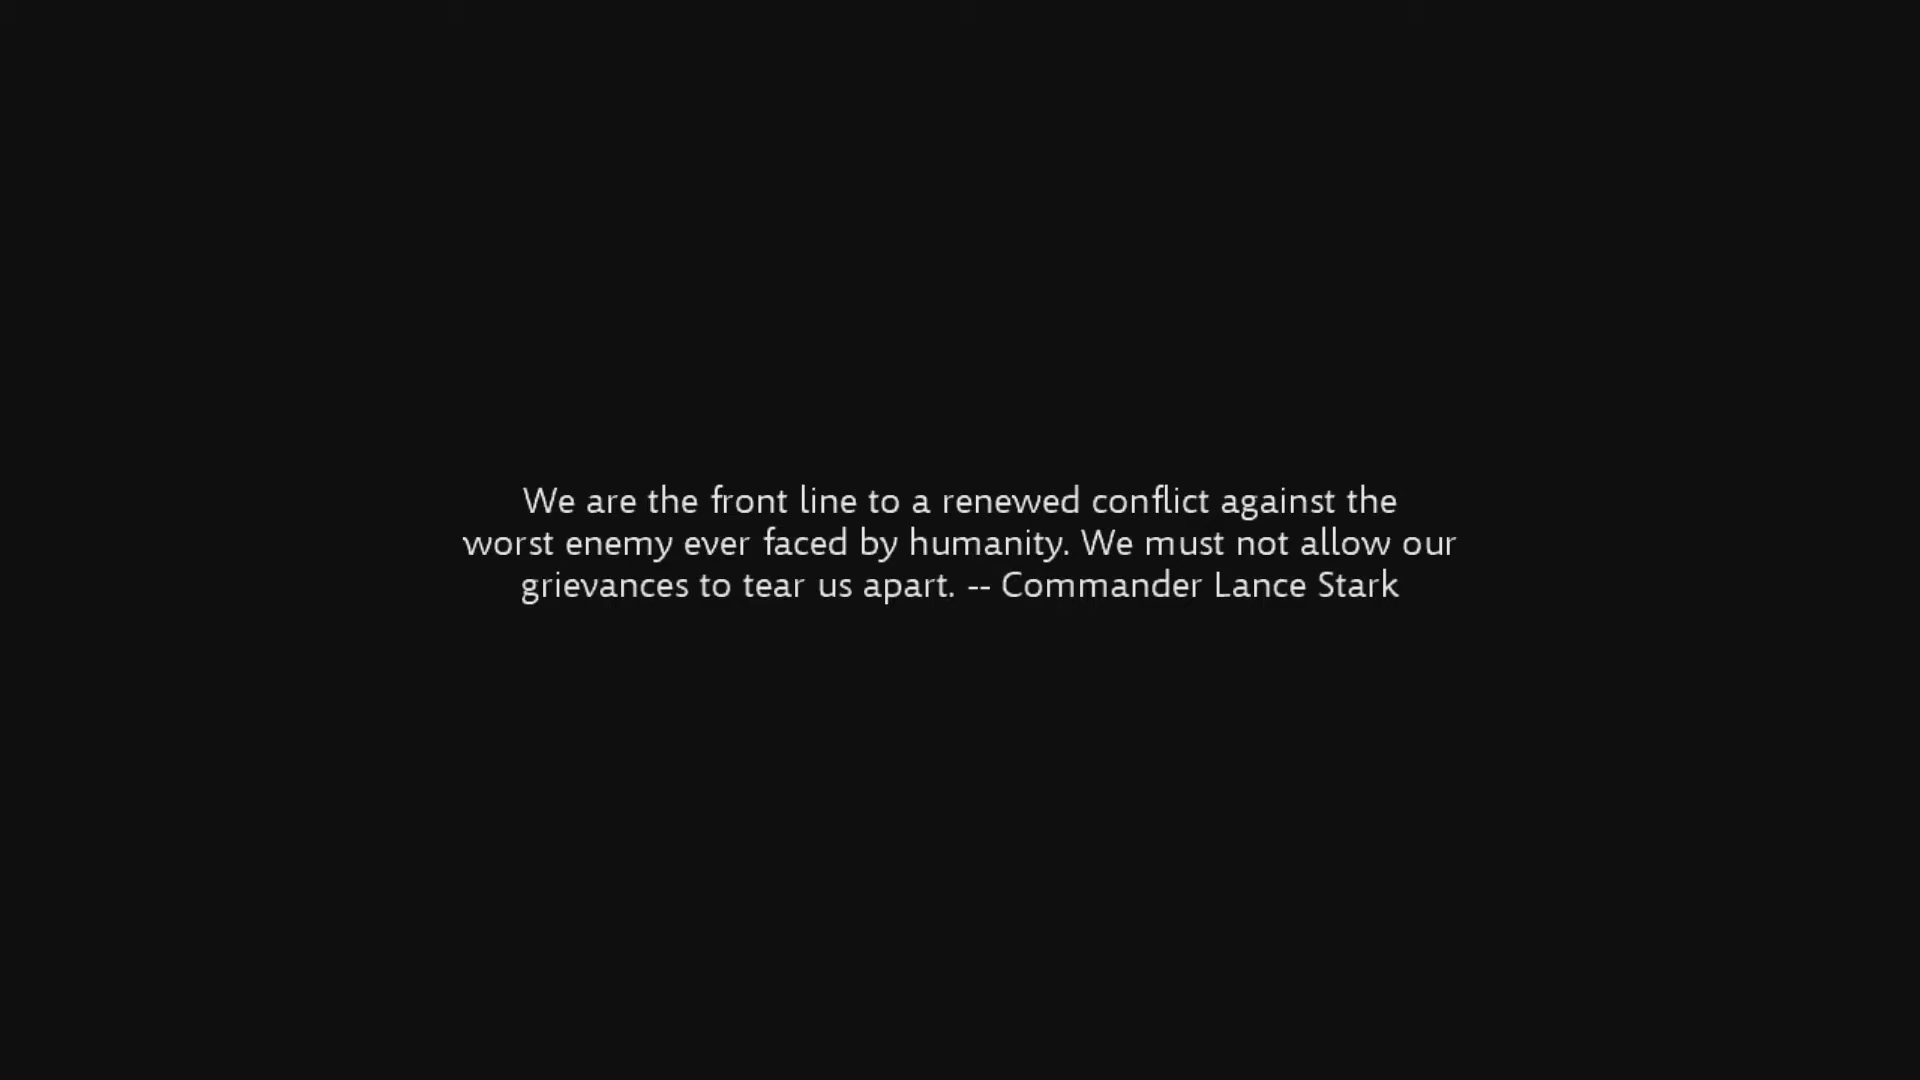 We are the front line to a renewed conflict against the
worst enemy ever faced by humanity. We must not allow our
grievances to tear us apart. -- Commander Lance Stark